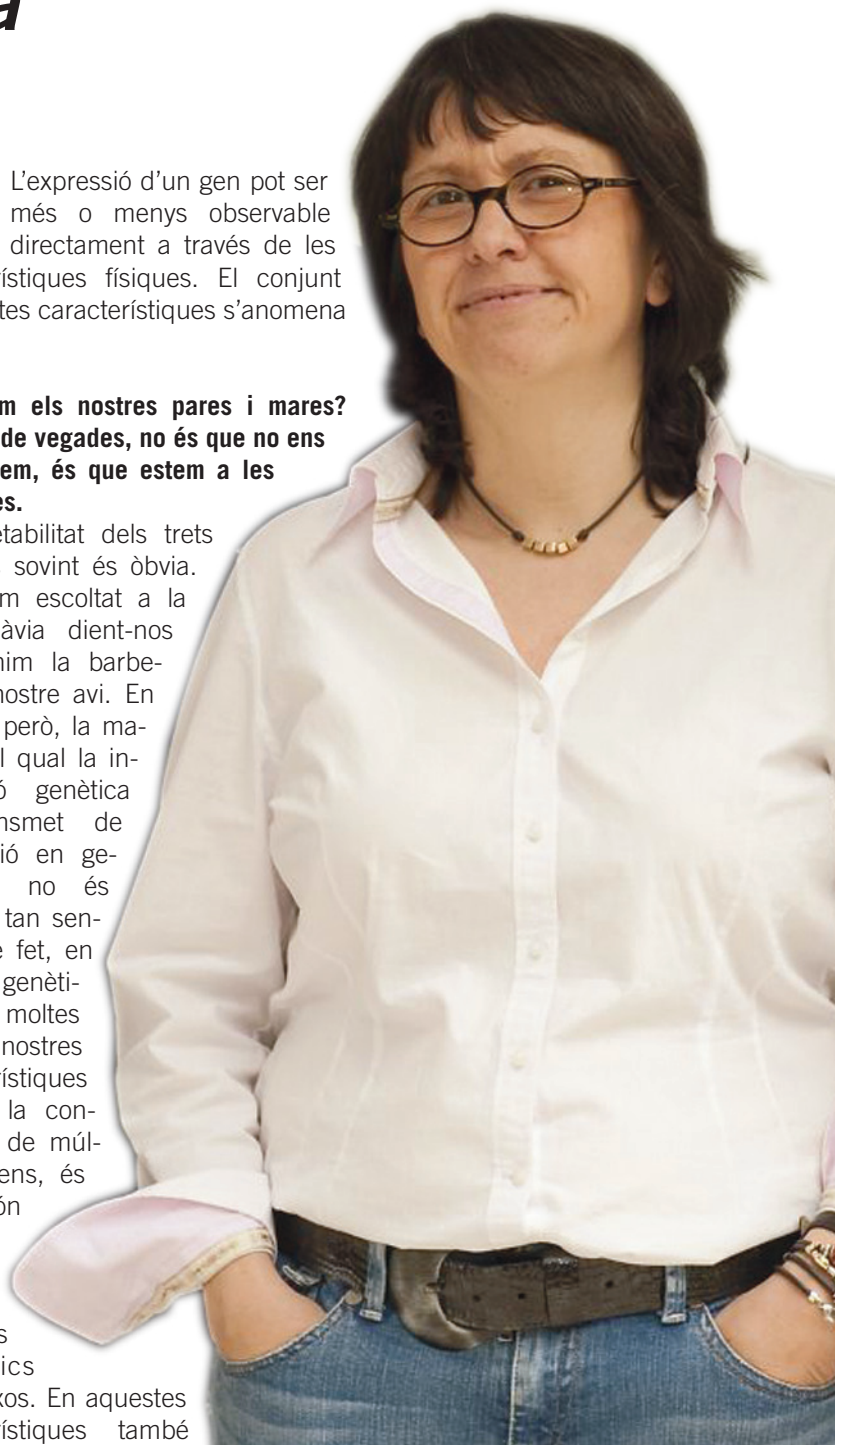 a
L'expressió d'un gen pot ser
més o menys observable
directament a través de les
rístiques físiques. El conjunt
tes característiques s'anomena
m els nostres pares i mares?
de vegades, no és que no ens
em, és que estem a les
es.
etabilitat dels trets
sovint és òbvia.
m escoltat a la
àvia dient-nos
nim la barbe-
nostre avi. En
però, la ma-
l qual la in-
ó genètica
nsmet de
ió en ge-
no és
tan sen-
e fet, en
genèti-
moltes
nostres
rístiques
la con-
de múl-
ens, és
ón
s
ics
xos. En aquestes
rístiques també